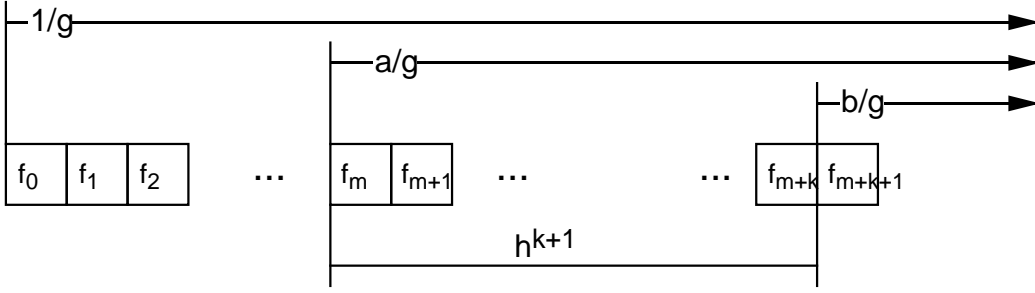 1/g
a/g
b/g
f₀ f₁ f₂ ... fₘ fₘ₊₁ ... ... fₘ₊ₖ fₘ₊ₖ₊₁
hᵏ⁺¹